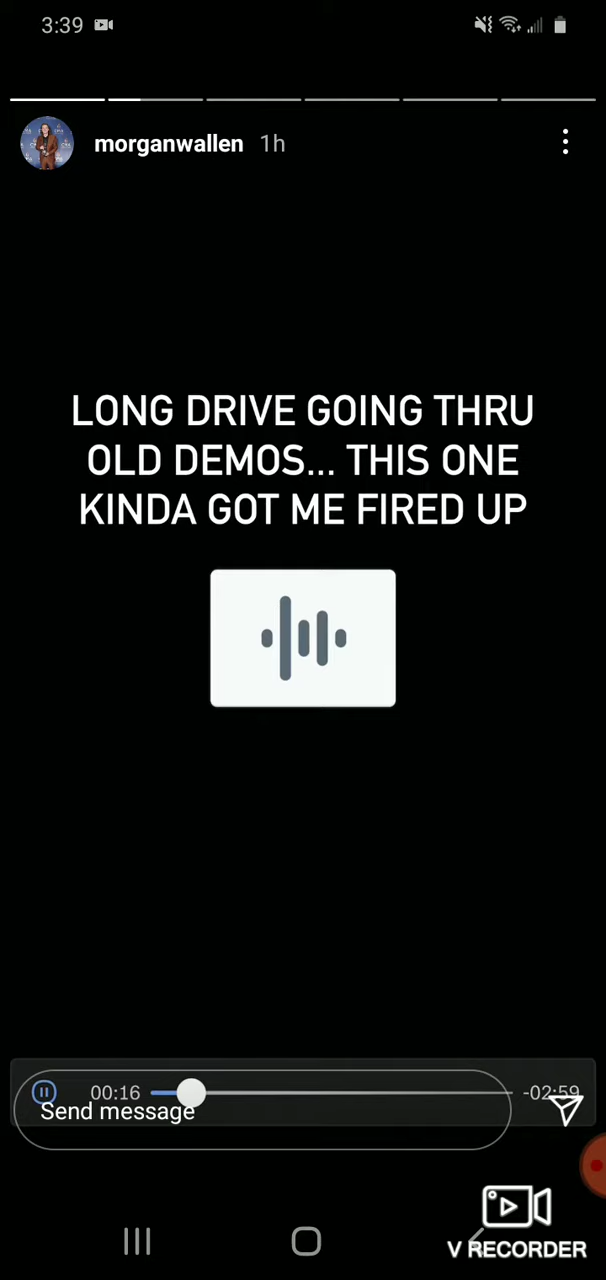 3:39
morganwallen 1h
LONG DRIVE GOING THRU
OLD DEMOS... THIS ONE
KINDA GOT ME FIRED UP
00:16 -02:59
Send message
V RECORDER